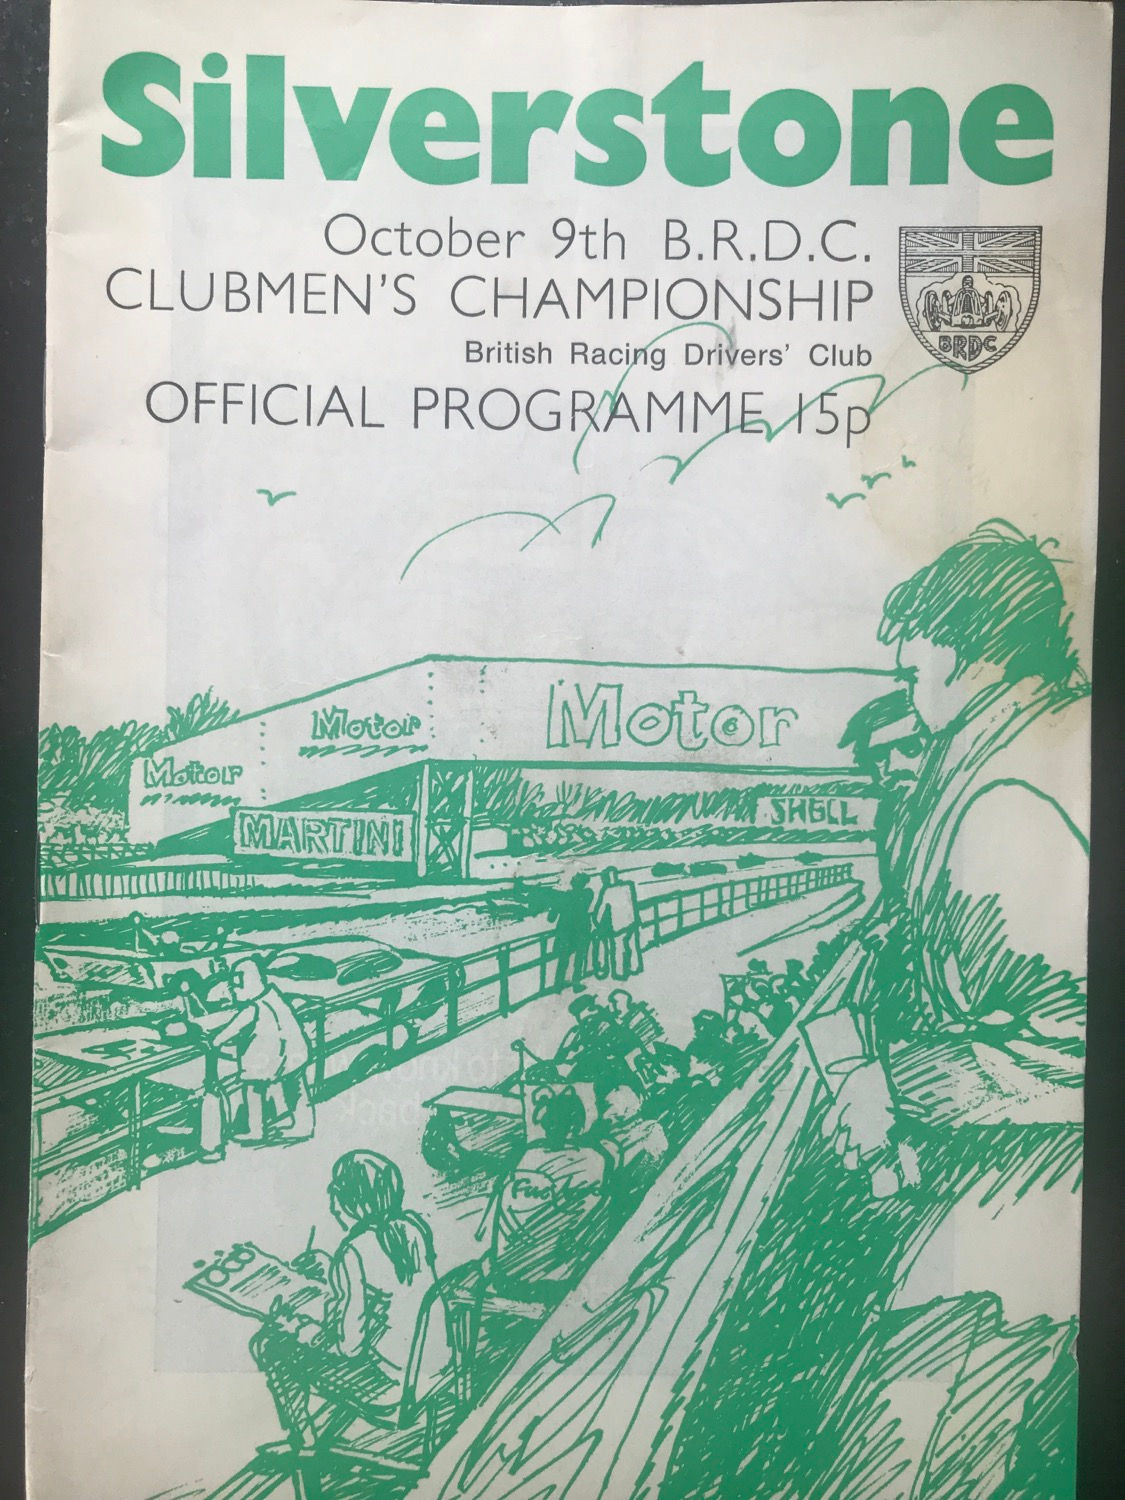 Silverstone
October 9th B.R.D.C.
CLUBMEN'S CHAMPIONSHIP
British Racing Drivers' Club
OFFICIAL PROGRAMME 15p
BRDC
Motor
Motor
Motor
MARTINI
SHELL